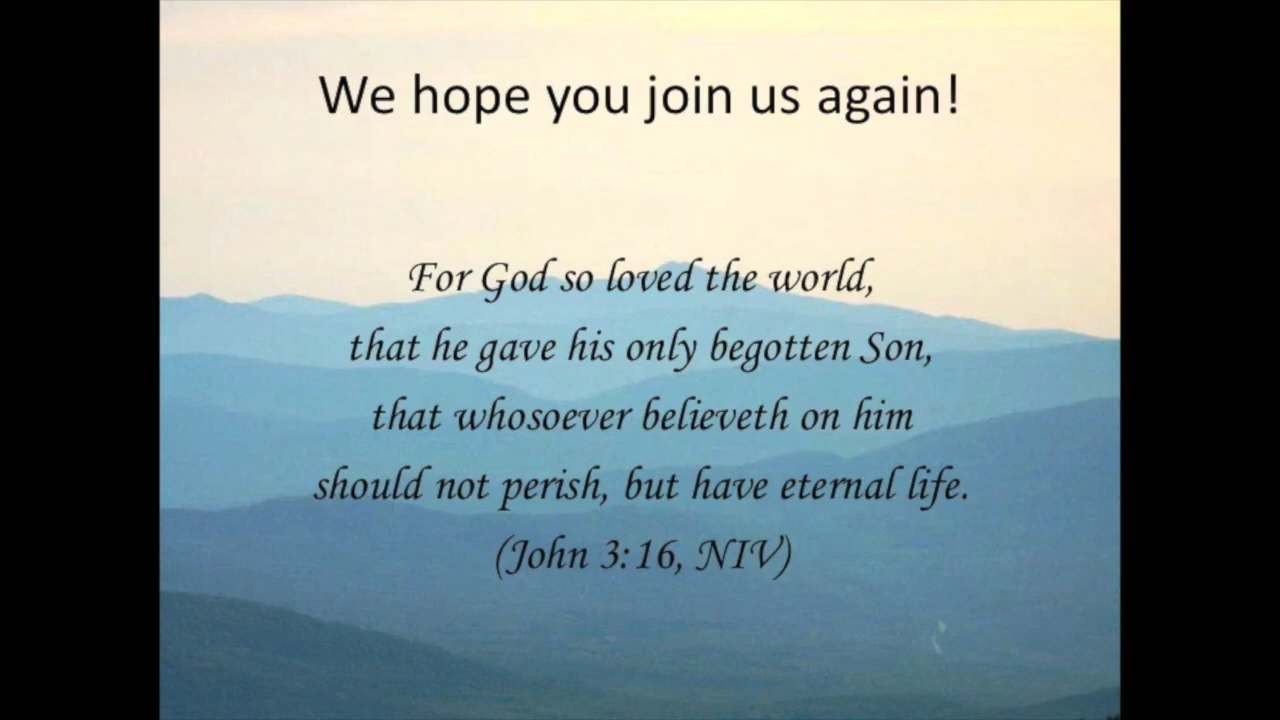 We hope you join us again!
For God so loved the world,
that he gave his only begotten Son,
that whosoever believeth on him
should not perish, but have eternal life.
(John 3:16, NIV)